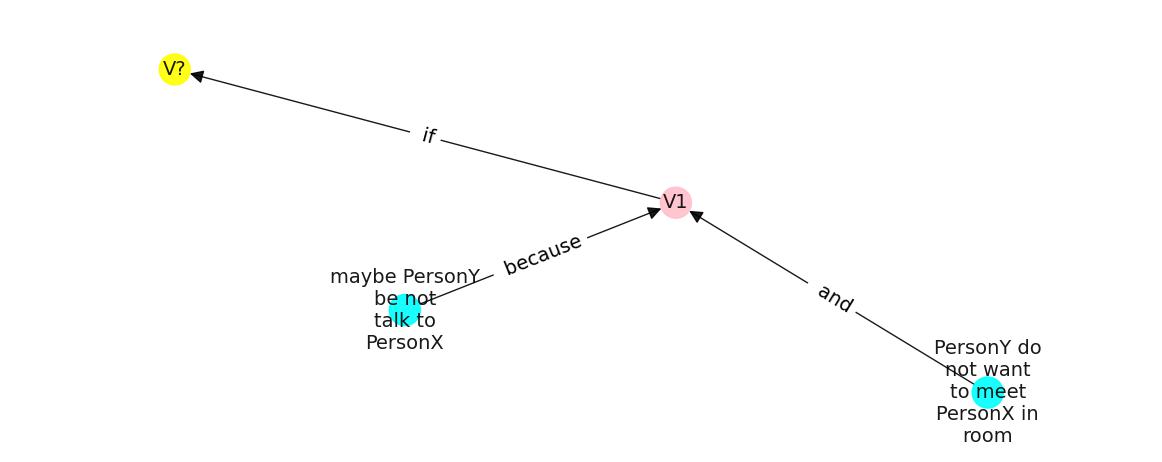 V?
if
V1
because
maybe PersonY
be not
talk to
PersonX
and
PersonY do
not want
to meet
PersonX in
room